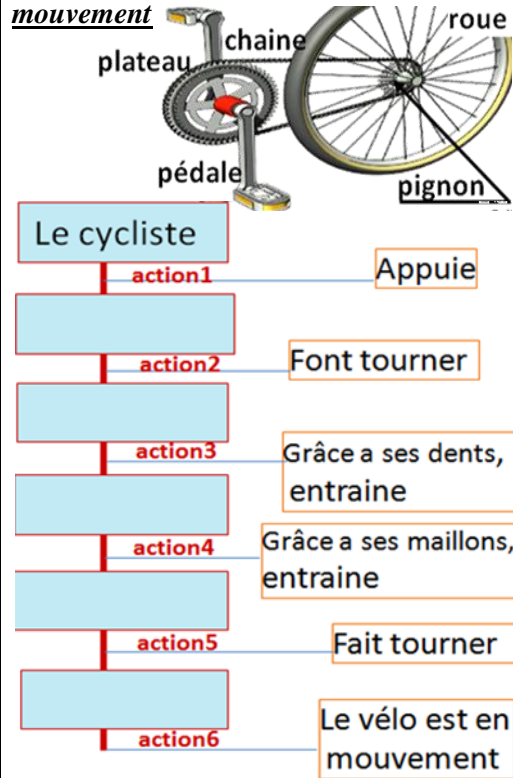 mouvement
roue
chaine
plateau
pédale
pignon
Le cycliste
action1
Appuie
action2
Font tourner
action3
Grâce a ses dents,
entraine
action4
Grâce a ses maillons,
entraine
action5
Fait tourner
action6
Le vélo est en
mouvement